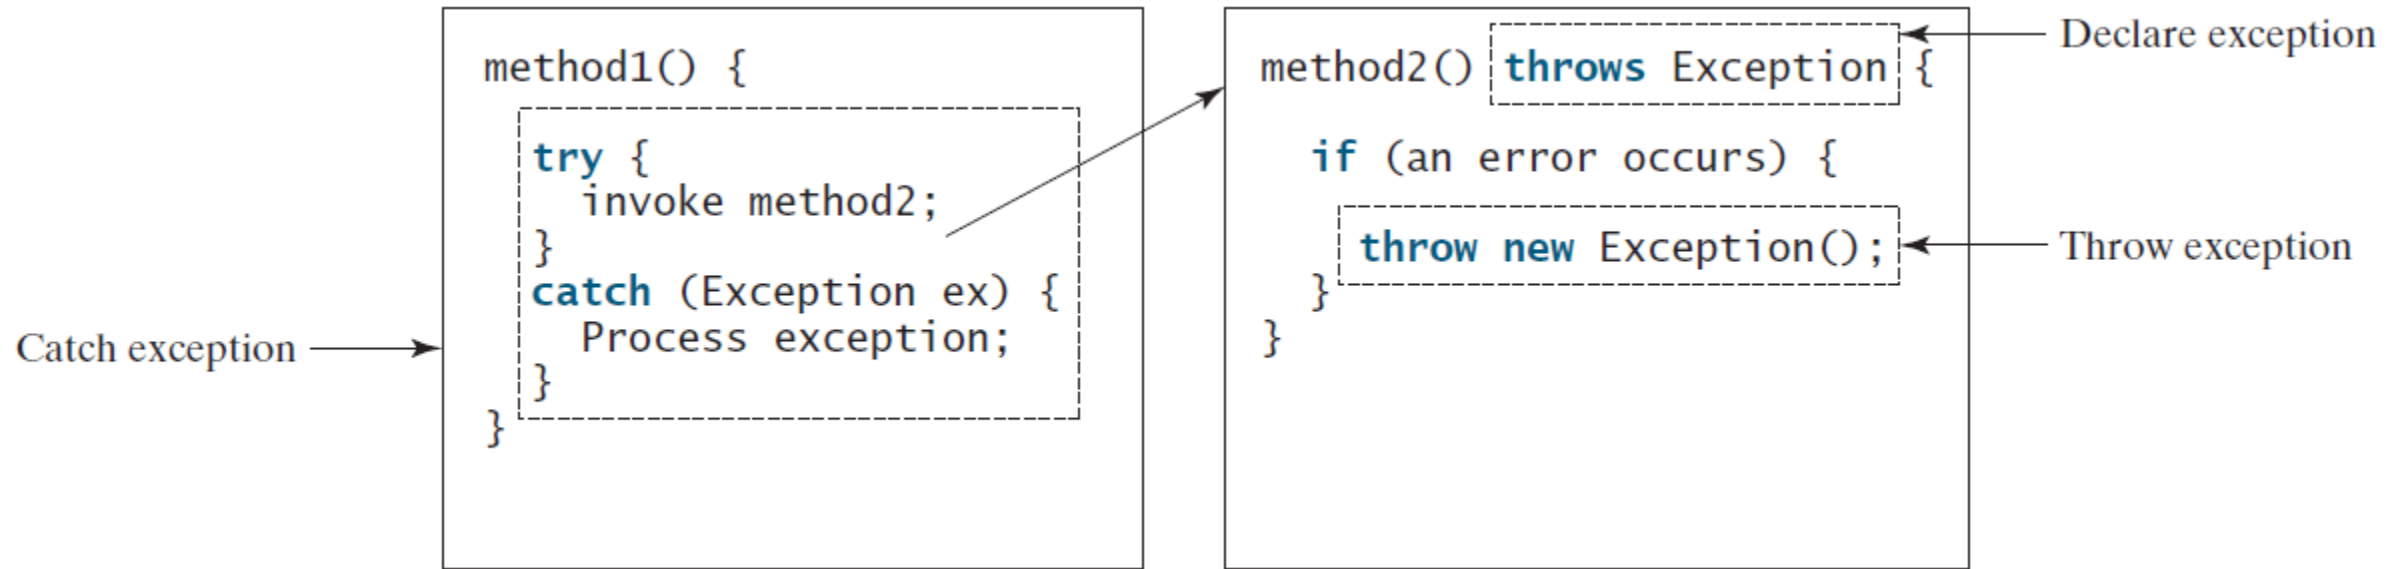 method1() {
try {
invoke method2;
}
catch (Exception ex) {
Process exception;
}
}
Catch exception
method2() throws Exception {
if (an error occurs) {
throw new Exception();
}
}
Declare exception
Throw exception